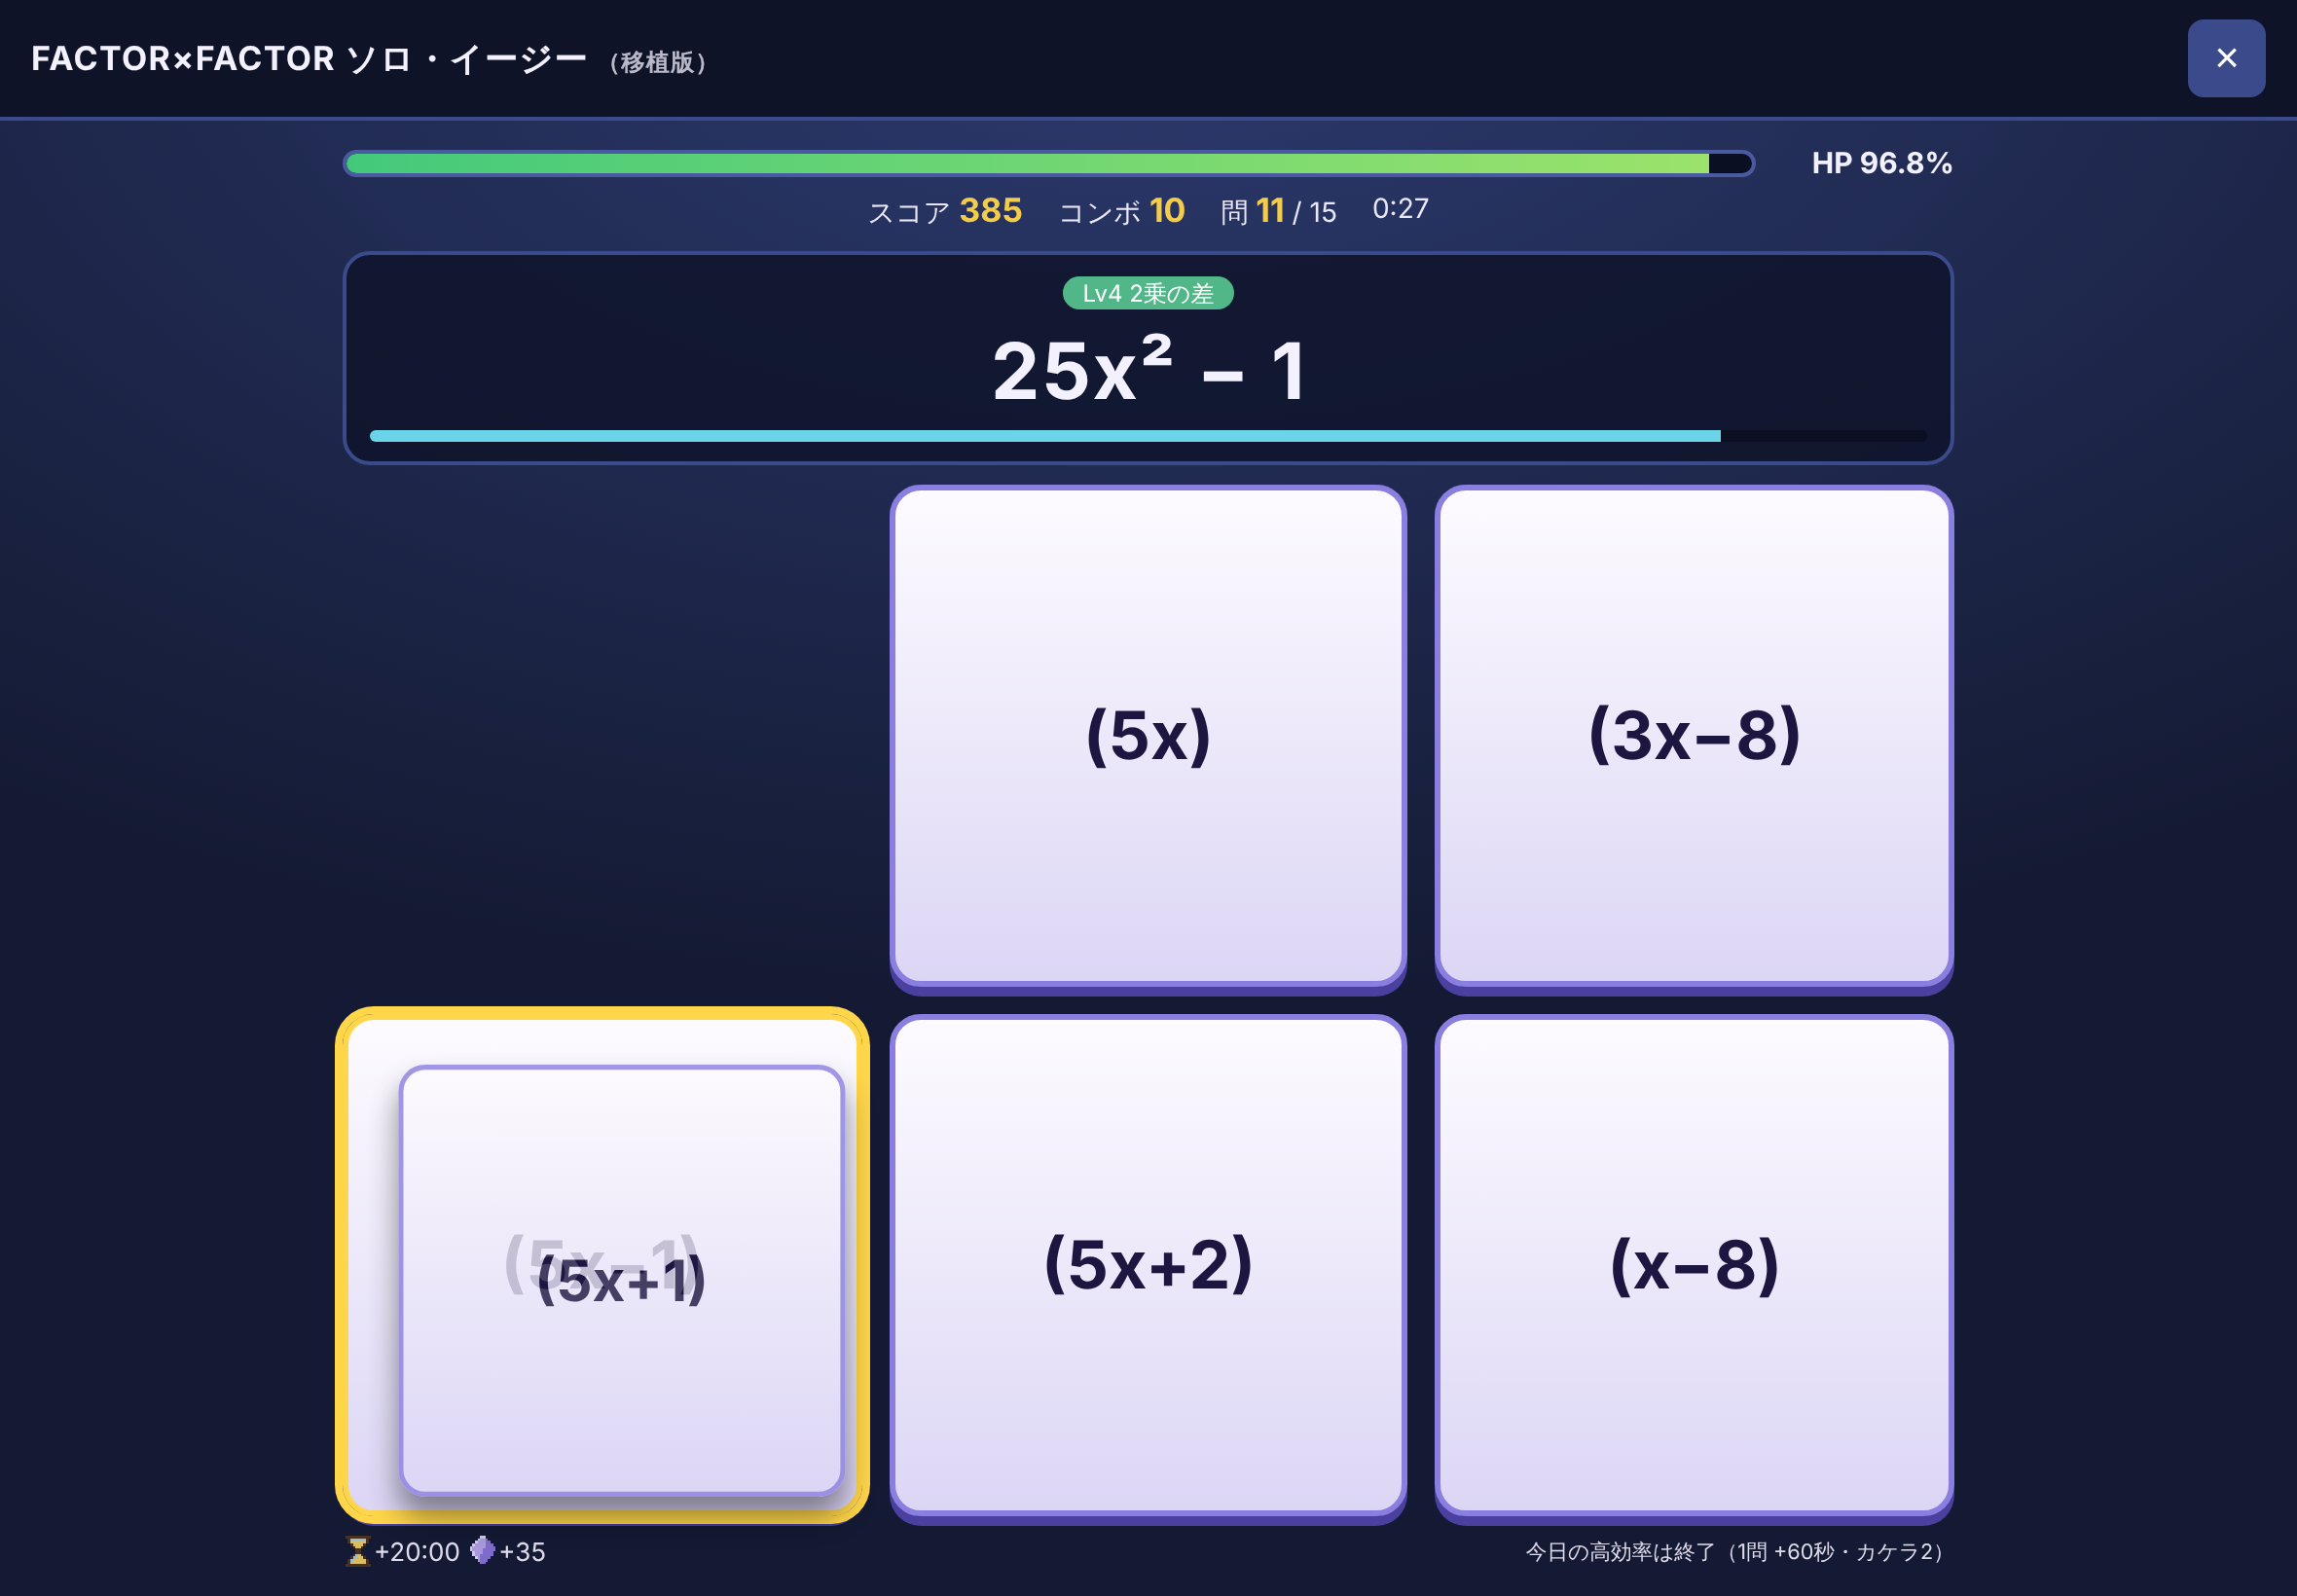 FACTOR×FACTOR ソロ・イージー （移植版）
×
HP 96.8%
スコア 385 コンボ 10 問 11 / 15 0:27
Lv4 2乗の差
25x² − 1
(5x)
(3x−8)
(5x−1)
(5x+1)
(5x+2)
(x−8)
+20:00 +35
今日の高効率は終了（1問 +60秒・カケラ2）